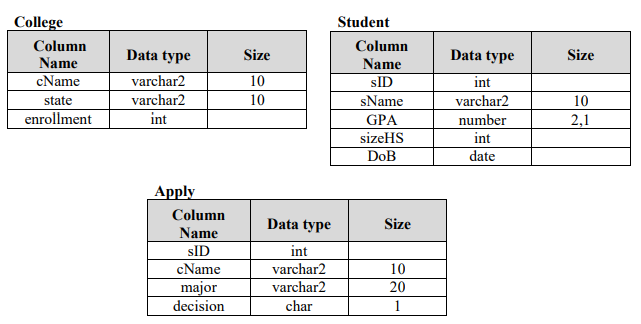 College
Column Name Data type Size
cName varchar2 10
state varchar2 10
enrollment int
Student
Column Name Data type Size
sID int
sName varchar2 10
GPA number 2,1
sizeHS int
DoB date
Apply
Column Name Data type Size
sID int
cName varchar2 10
major varchar2 20
decision char 1